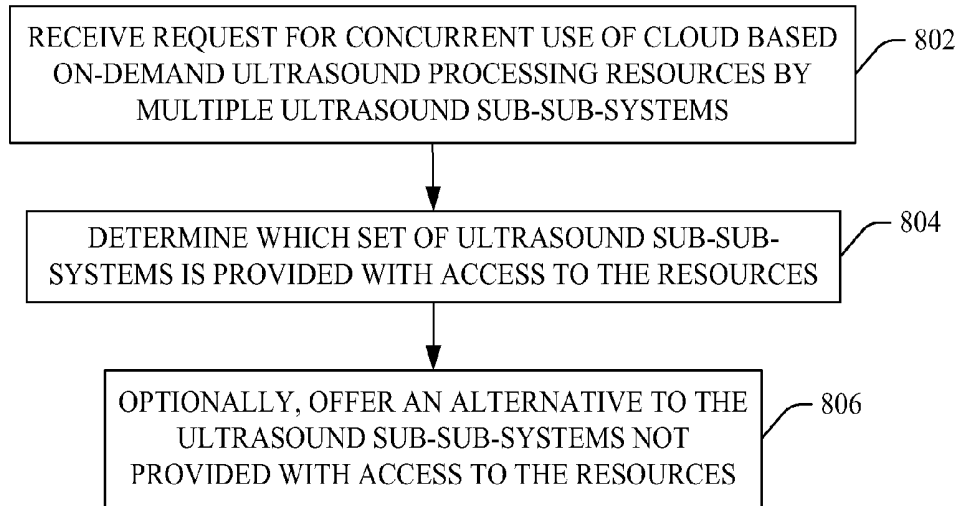 RECEIVE REQUEST FOR CONCURRENT USE OF CLOUD BASED
ON-DEMAND ULTRASOUND PROCESSING RESOURCES BY
MULTIPLE ULTRASOUND SUB-SUB-SYSTEMS
802
DETERMINE WHICH SET OF ULTRASOUND SUB-SUB-
SYSTEMS IS PROVIDED WITH ACCESS TO THE RESOURCES
804
OPTIONALLY, OFFER AN ALTERNATIVE TO THE
ULTRASOUND SUB-SUB-SYSTEMS NOT
PROVIDED WITH ACCESS TO THE RESOURCES
806